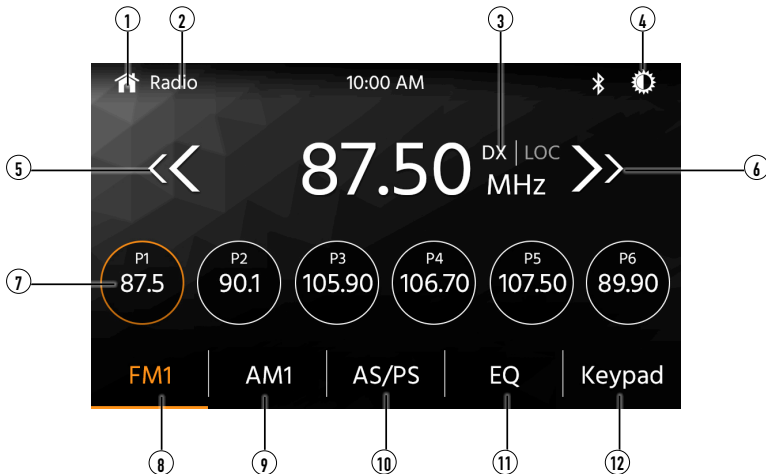 1 2 3 4
Radio 10:00 AM
5 87.50 DX | LOC 6
MHz
P1 P2 P3 P4 P5 P6
7 87.5 90.1 105.90 106.70 107.50 89.90
FM1 AM1 AS/PS EQ Keypad
8 9 10 11 12